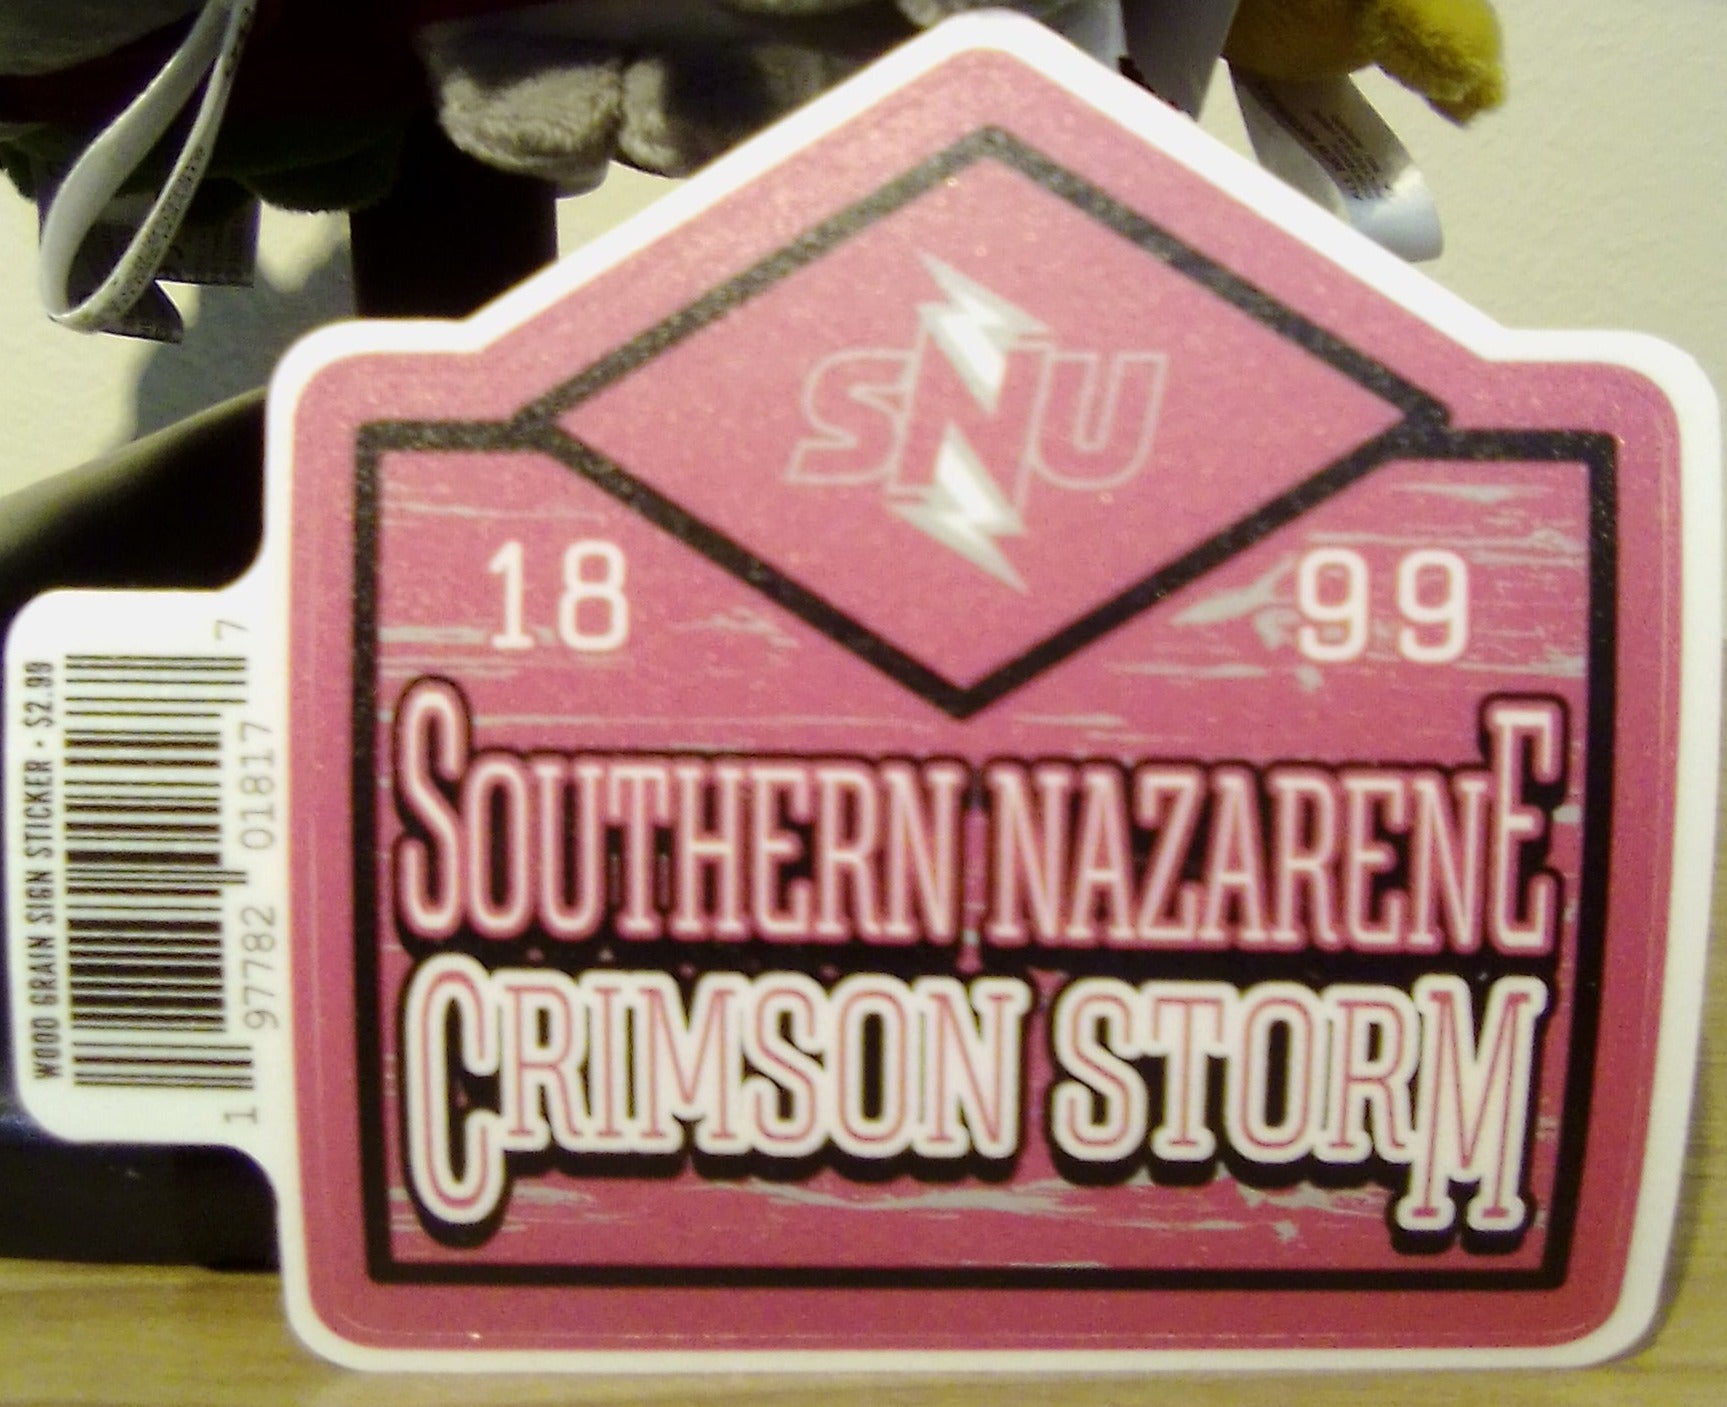 SNU
18 99
SOUTHERN NAZARENE
CRIMSON STORM
WOOD GRAIN SIGN STICKER · $2.99
1 97782 01817 7